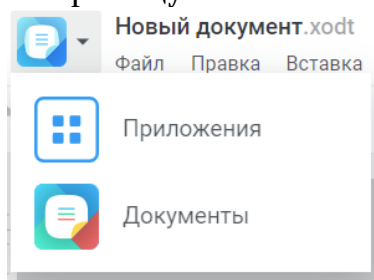 Новый документ.xodt
Файл Правка Вставка
Приложения
Документы